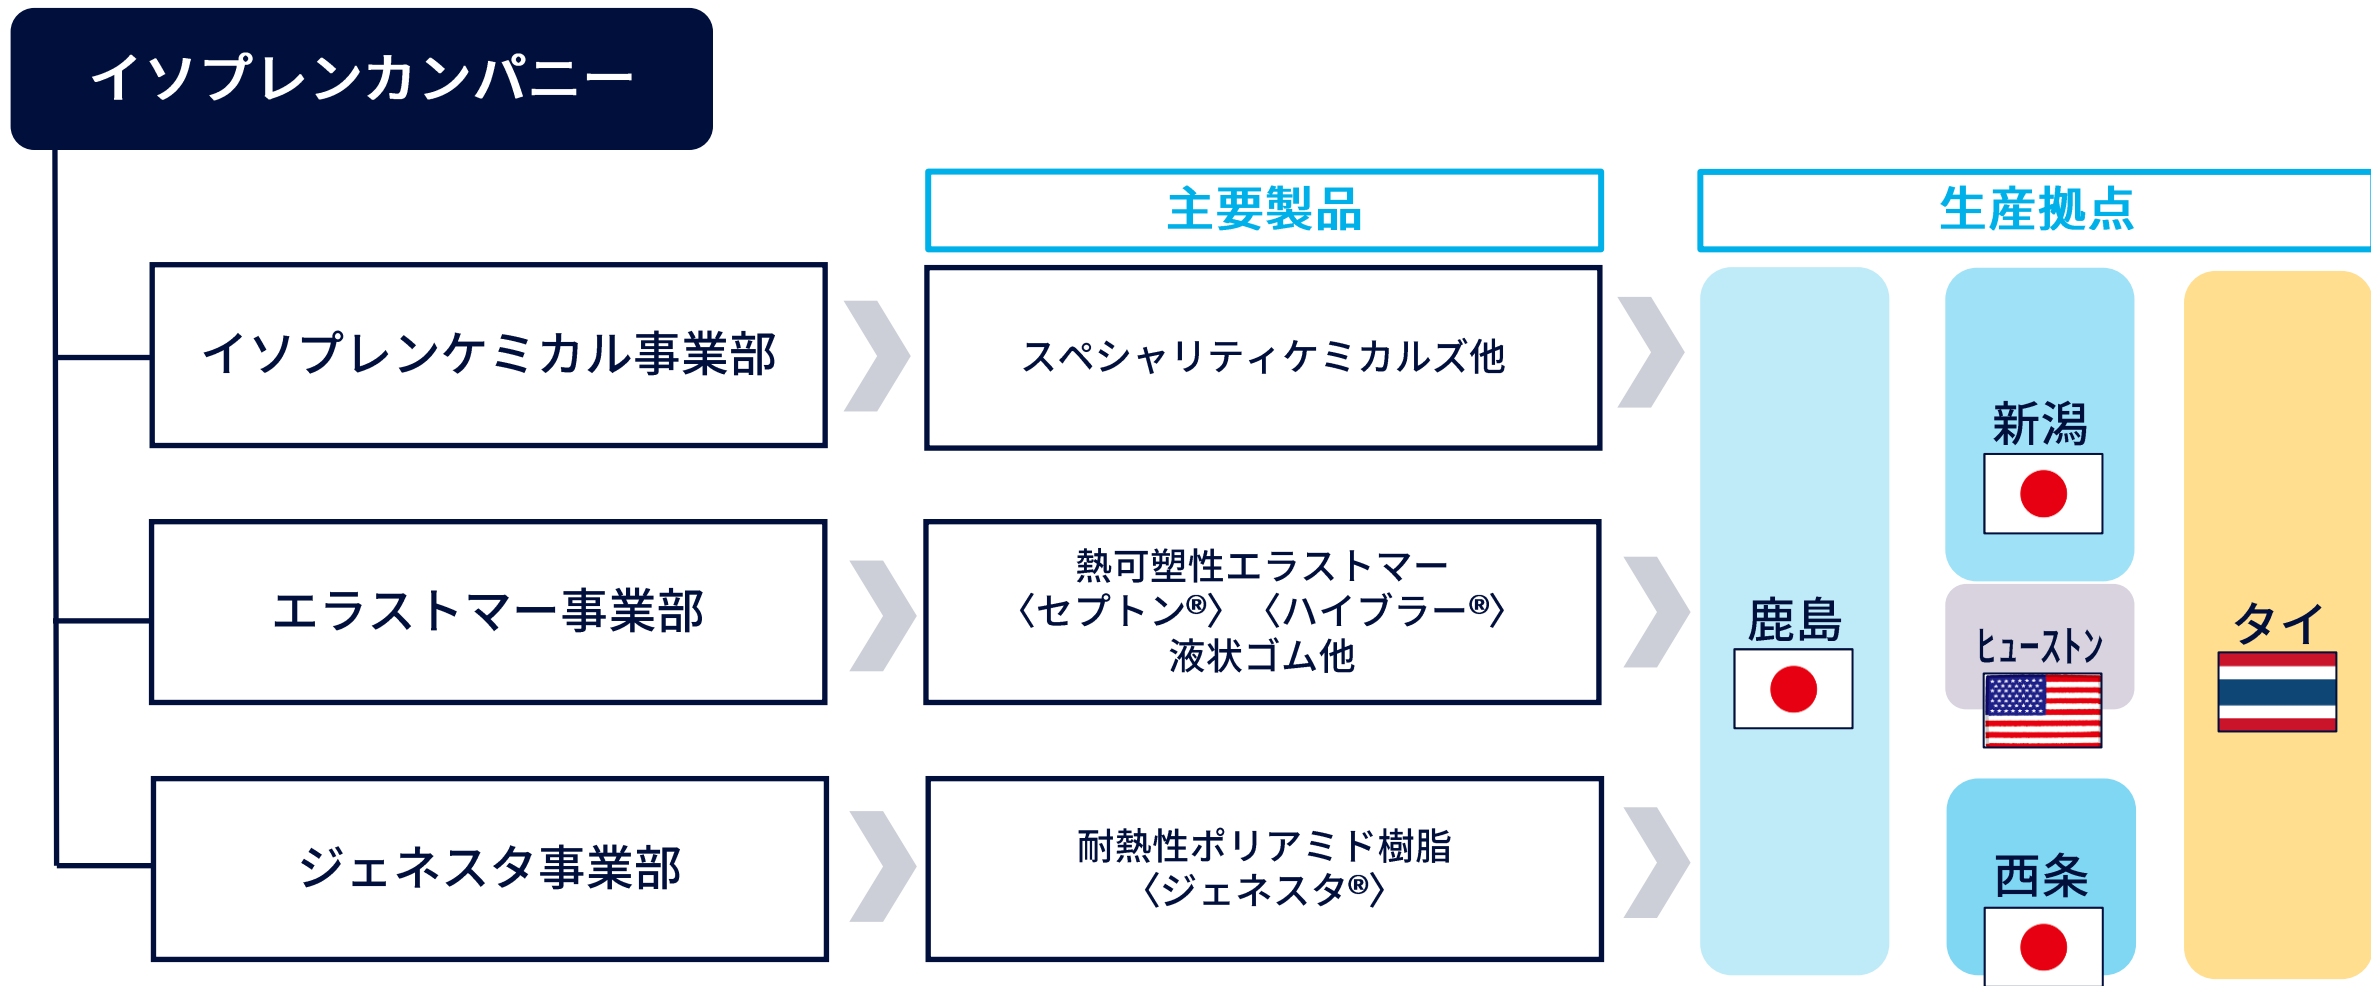 イソプレンカンパニー
主要製品
生産拠点
イソプレンケミカル事業部
スペシャリティケミカルズ他
エラストマー事業部
熱可塑性エラストマー
〈セプトン®〉〈ハイブラー®〉
液状ゴム他
ジェネスタ事業部
耐熱性ポリアミド樹脂
〈ジェネスタ®〉
鹿島
新潟
ヒューストン
西条
タイ